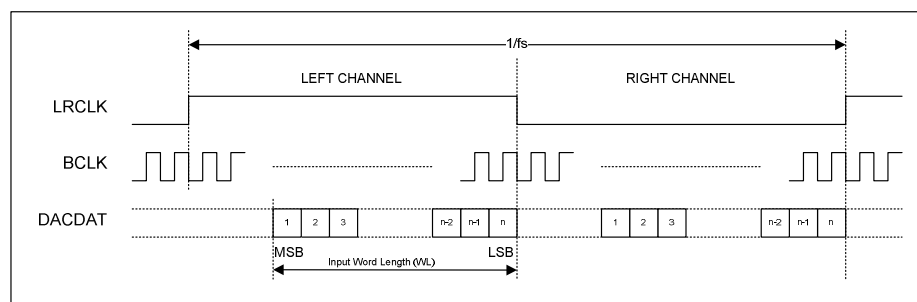 1/fs
LEFT CHANNEL RIGHT CHANNEL
LRCLK
BCLK
DACDAT 1 2 3 n-2 n-1 n 1 2 3 n-2 n-1 n
MSB LSB
Input Word Length (WL)